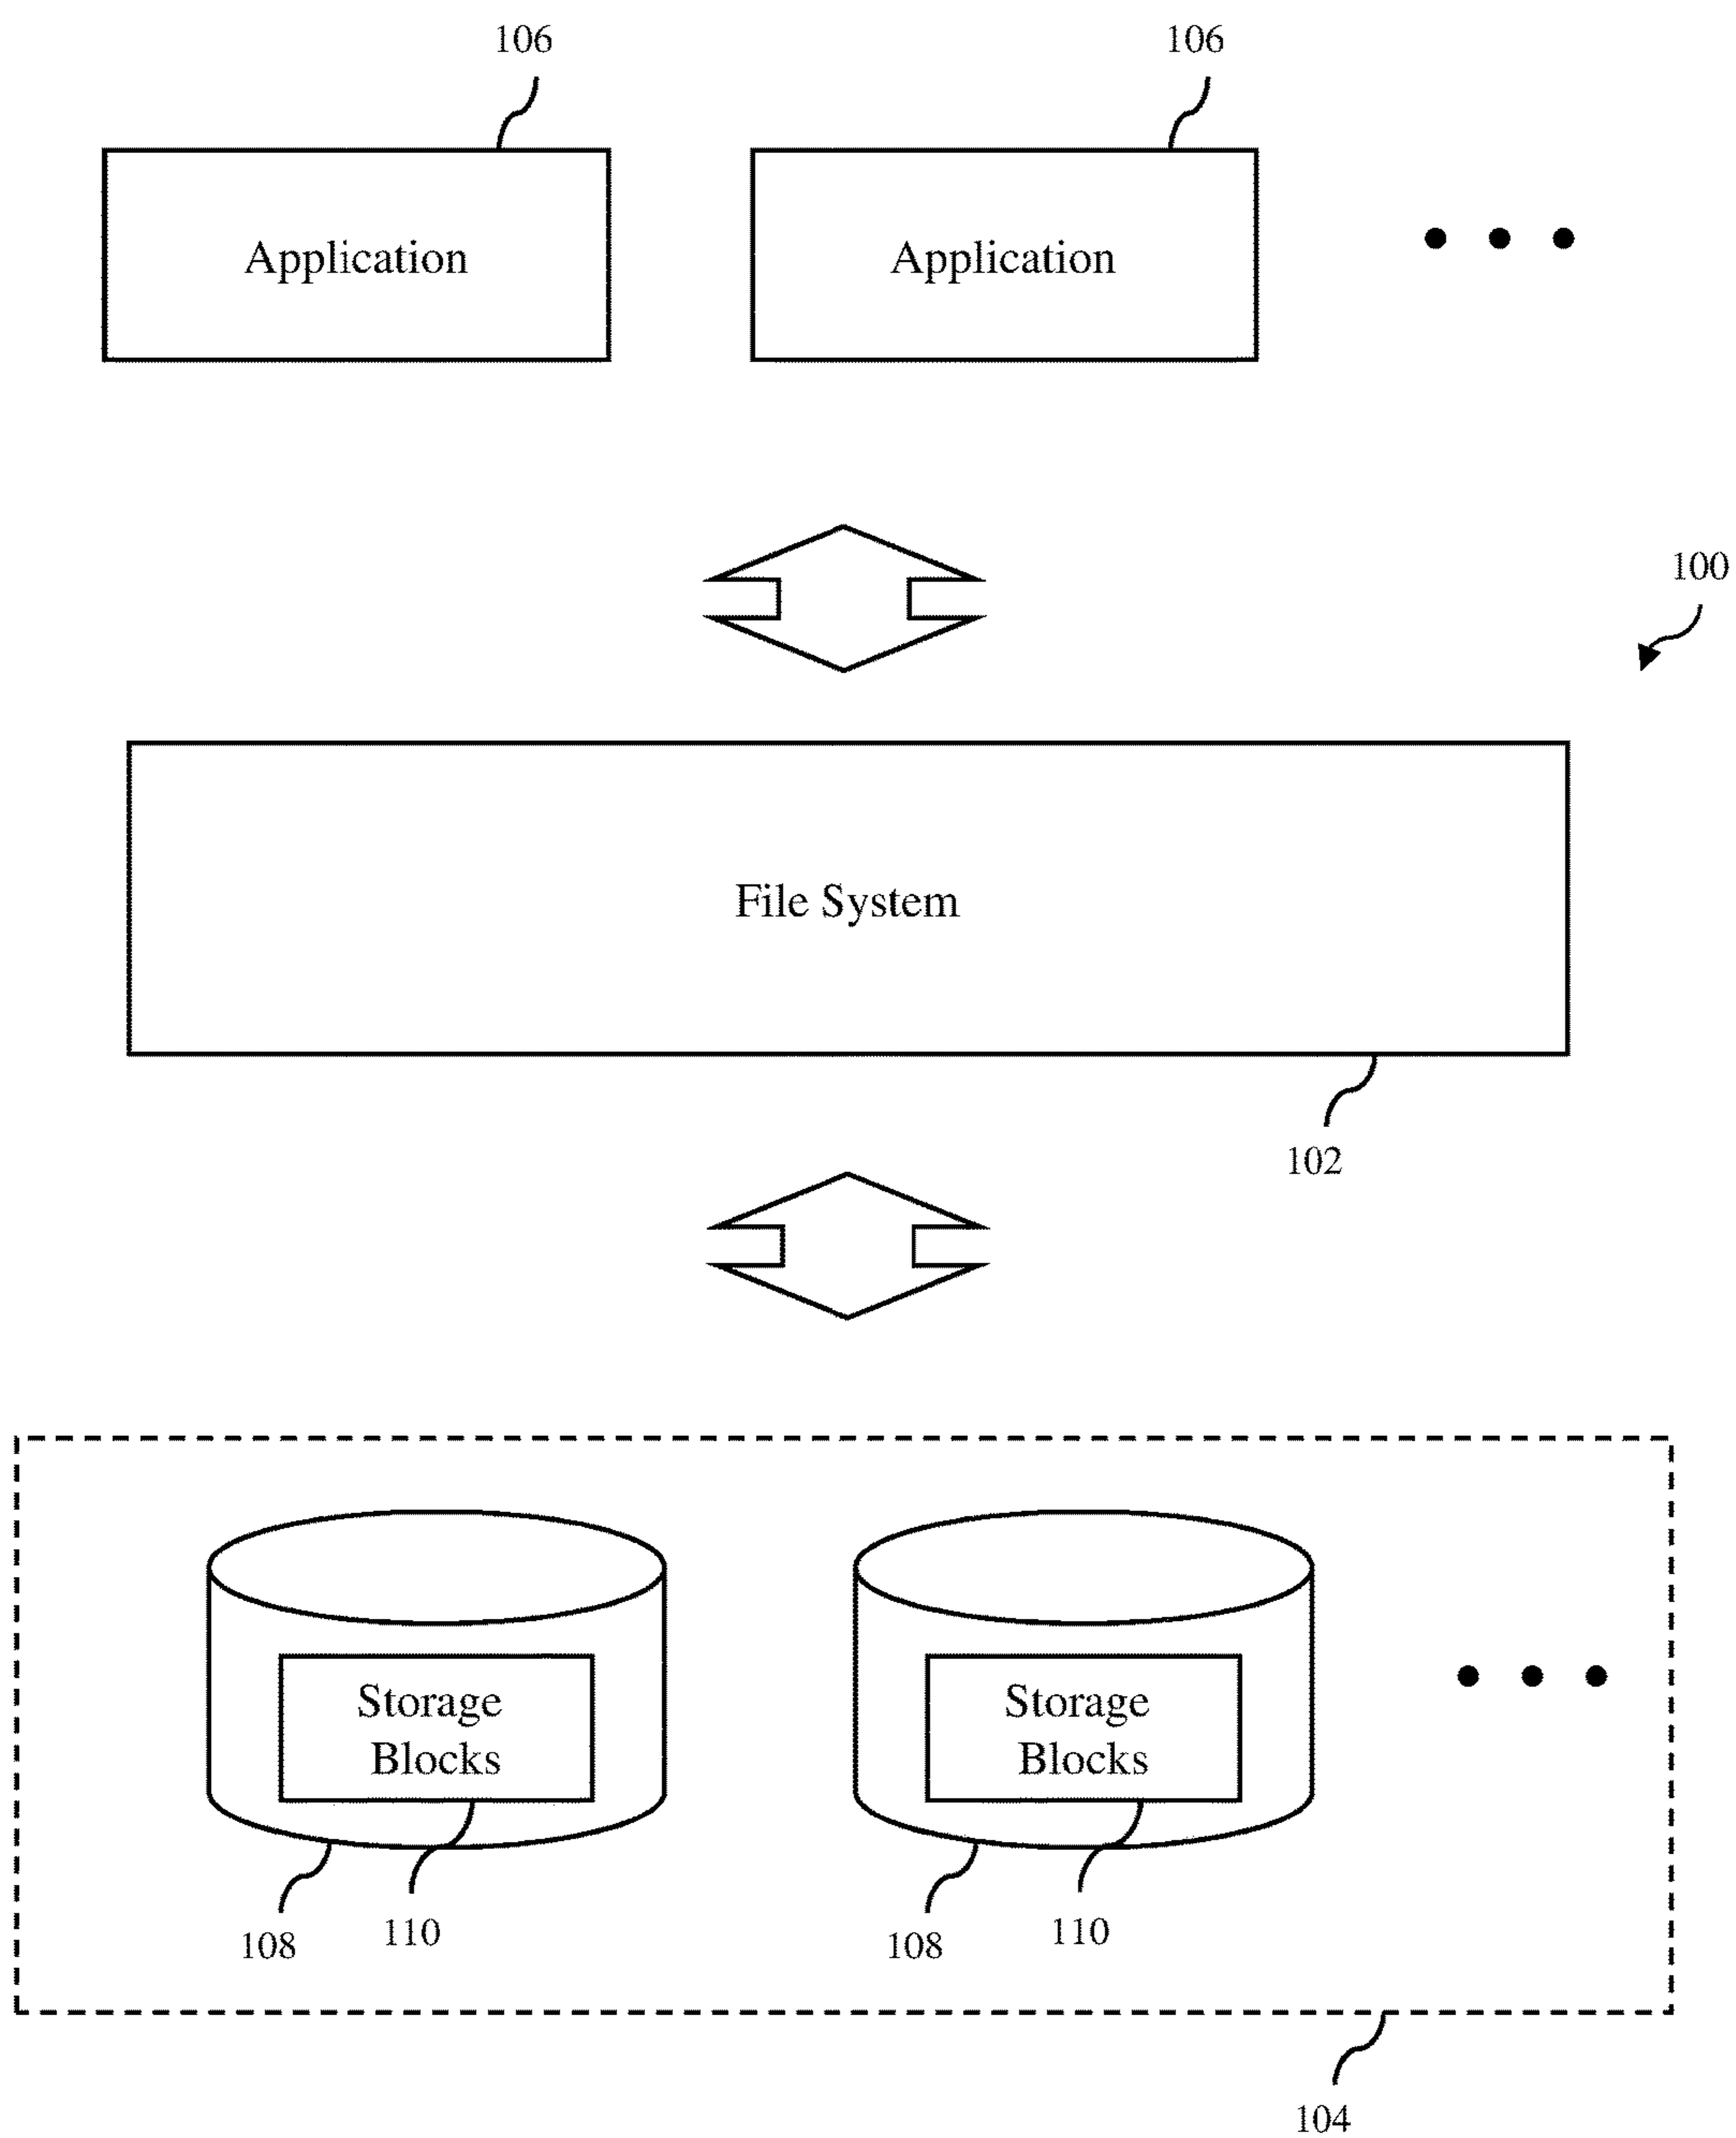 106
106
Application
Application
100
File System
102
Storage
Blocks
Storage
Blocks
108
110
108
110
104